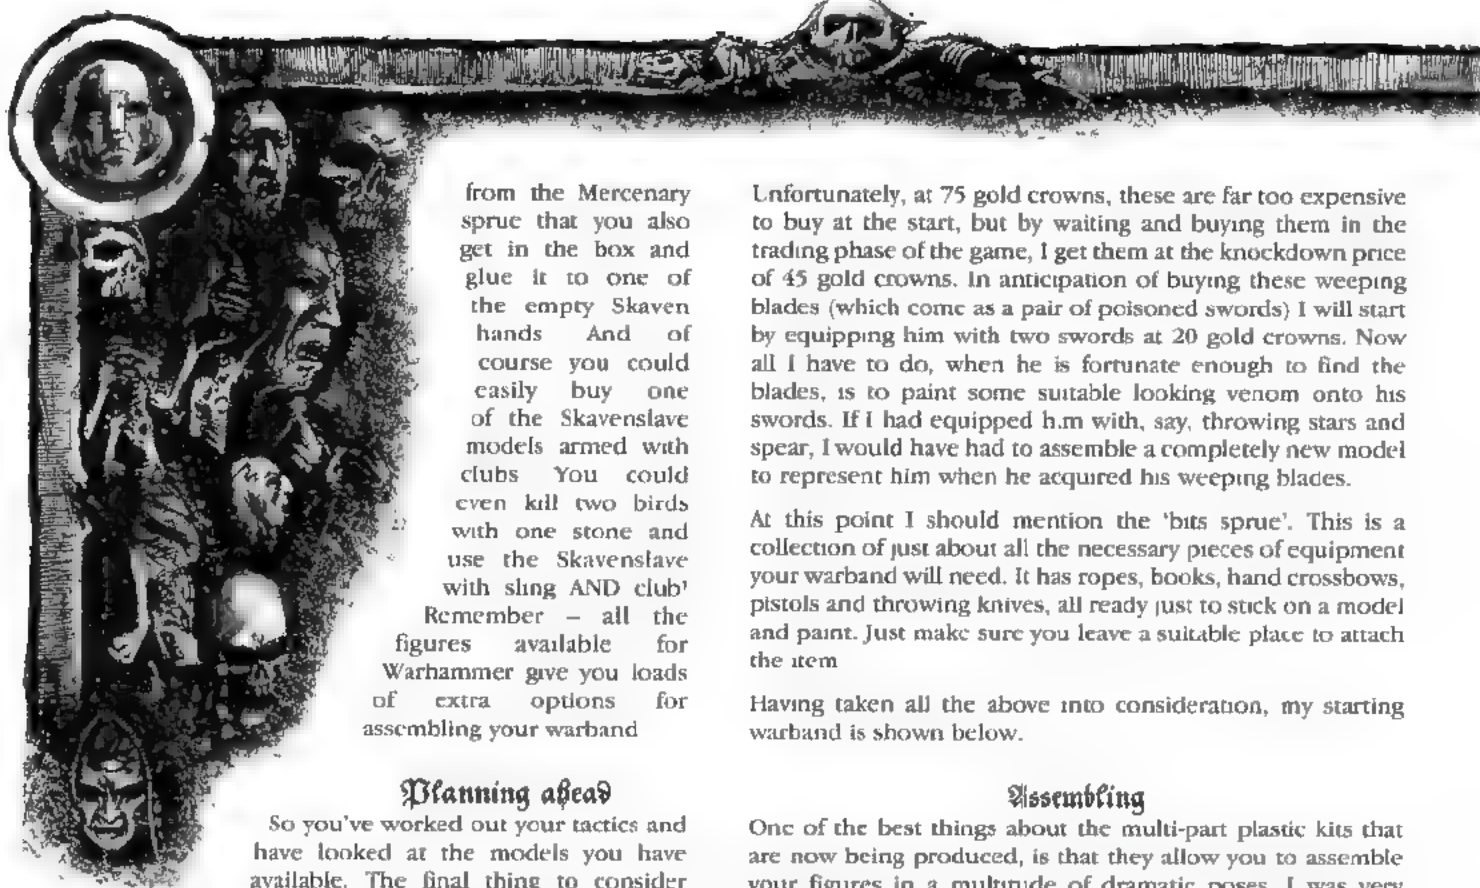 from the Mercenary
sprue that you also
get in the box and
glue it to one of
the empty Skaven
hands And of
course you could
easily buy one
of the Skavenslave
models armed with
clubs You could
even kill two birds
with one stone and
use the Skavenslave
with sling AND club'
Remember – all the
figures available for
Warhammer give you loads
of extra options for
assembling your warband
Planning ahead
So you've worked out your tactics and
have looked at the models you have
available. The final thing to consider
Unfortunately, at 75 gold crowns, these are far too expensive
to buy at the start, but by waiting and buying them in the
trading phase of the game, I get them at the knockdown price
of 45 gold crowns. In anticipation of buying these weeping
blades (which come as a pair of poisoned swords) I will start
by equipping him with two swords at 20 gold crowns. Now
all I have to do, when he is fortunate enough to find the
blades, is to paint some suitable looking venom onto his
swords. If I had equipped h.m with, say, throwing stars and
spear, I would have had to assemble a completely new model
to represent him when he acquired his weeping blades.
At this point I should mention the 'bits sprue'. This is a
collection of just about all the necessary pieces of equipment
your warband will need. It has ropes, books, hand crossbows,
pistols and throwing knives, all ready just to stick on a model
and paint. Just make sure you leave a suitable place to attach
the item
Having taken all the above into consideration, my starting
warband is shown below.
Assembling
One of the best things about the multi-part plastic kits that
are now being produced, is that they allow you to assemble
your figures in a multitude of dramatic poses. I was very